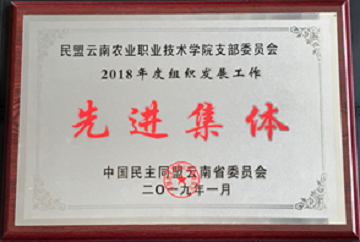 民盟云南农业职业技术学院支部委员会
2018年度组织发展工作
先进集体
中国民主同盟云南省委员会
二〇一九年一月